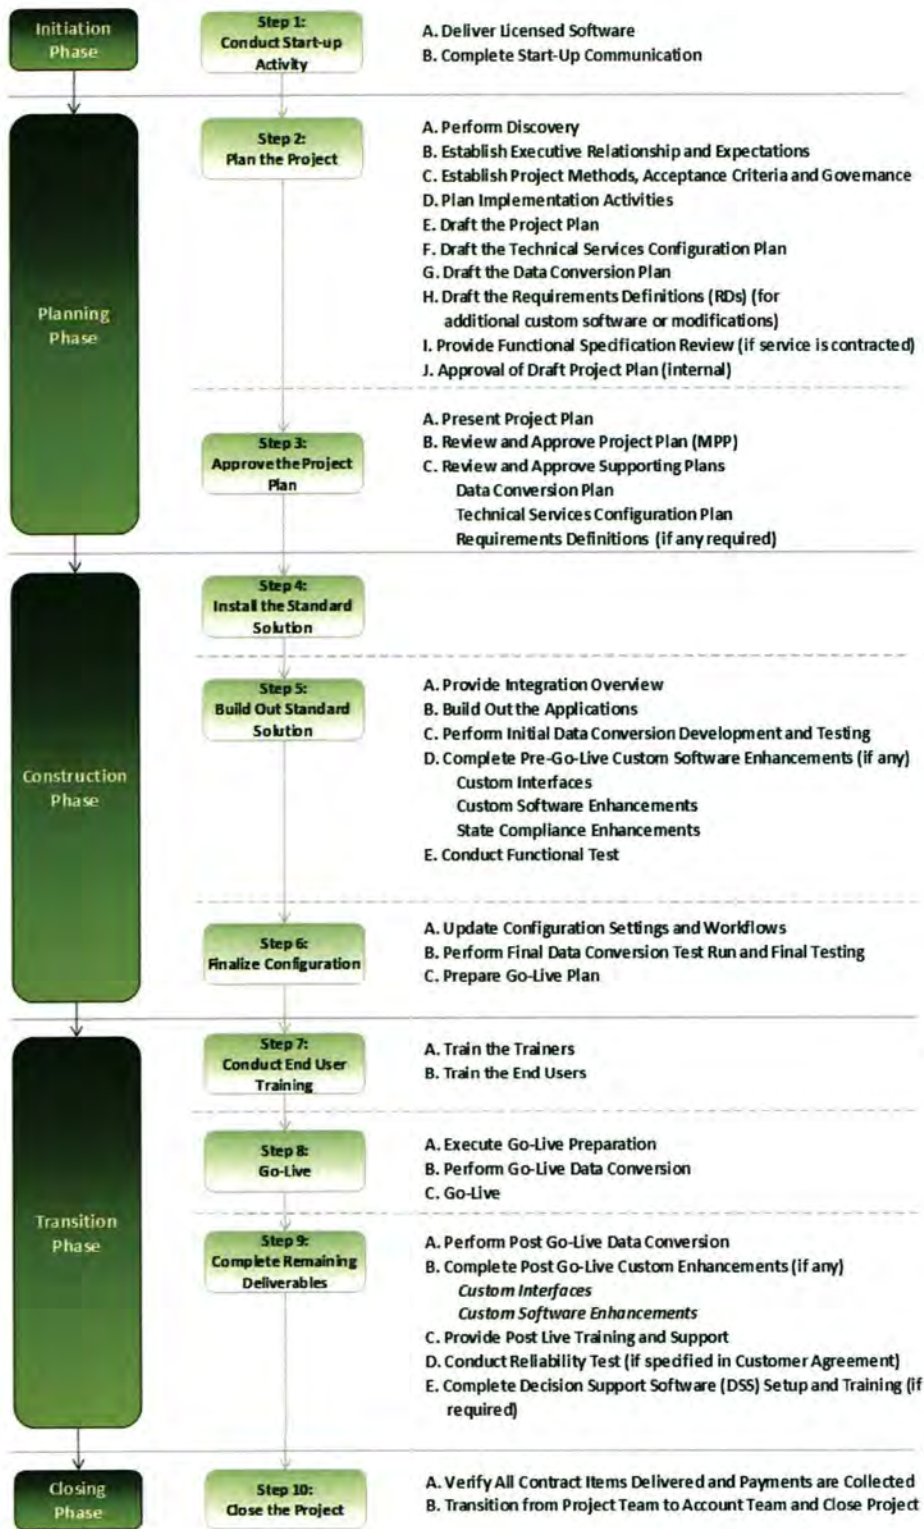 Initiation
Phase
Step 1:
Conduct Start-up
Activity
A. Deliver Licensed Software
B. Complete Start-Up Communication
Planning
Phase
Step 2:
Plan the Project
A. Perform Discovery
B. Establish Executive Relationship and Expectations
C. Establish Project Methods, Acceptance Criteria and Governance
D. Plan Implementation Activities
E. Draft the Project Plan
F. Draft the Technical Services Configuration Plan
G. Draft the Data Conversion Plan
H. Draft the Requirements Definitions (RDs) (for
additional custom software or modifications)
I. Provide Functional Specification Review (if service is contracted)
J. Approval of Draft Project Plan (internal)
Step 3:
Approve the Project
Plan
A. Present Project Plan
B. Review and Approve Project Plan (MPP)
C. Review and Approve Supporting Plans
Data Conversion Plan
Technical Services Configuration Plan
Requirements Definitions (if any required)
Construction
Phase
Step 4:
Install the Standard
Solution
Step 5:
Build Out Standard
Solution
A. Provide Integration Overview
B. Build Out the Applications
C. Perform Initial Data Conversion Development and Testing
D. Complete Pre-Go-Live Custom Software Enhancements (if any)
Custom Interfaces
Custom Software Enhancements
State Compliance Enhancements
E. Conduct Functional Test
Step 6:
Finalize Configuration
A. Update Configuration Settings and Workflows
B. Perform Final Data Conversion Test Run and Final Testing
C. Prepare Go-Live Plan
Transition
Phase
Step 7:
Conduct End User
Training
A. Train the Trainers
B. Train the End Users
Step 8:
Go-Live
A. Execute Go-Live Preparation
B. Perform Go-Live Data Conversion
C. Go-Live
Step 9:
Complete Remaining
Deliverables
A. Perform Post Go-Live Data Conversion
B. Complete Post Go-Live Custom Enhancements (if any)
Custom Interfaces
Custom Software Enhancements
C. Provide Post Live Training and Support
D. Conduct Reliability Test (if specified in Customer Agreement)
E. Complete Decision Support Software (DSS) Setup and Training (if
required)
Closing
Phase
Step 10:
Close the Project
A. Verify All Contract Items Delivered and Payments are Collected
B. Transition from Project Team to Account Team and Close Project